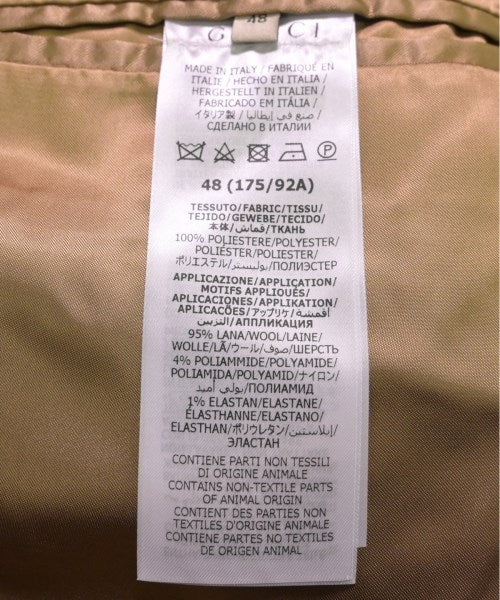 48
G CI
MADE IN ITALY / FABRIQUÉ EN
ITALIE / HECHO EN ITALIA /
HERGESTELLT IN ITALIEN /
FABRICADO EM ITÁLIA /
イタリア製 / صنع في إيطاليا /
СДЕЛАНО В ИТАЛИИ
48 (175/92A)
TESSUTO/FABRIC/TISSU/
TEJIDO/GEWEBE/TECIDO/
本体/قماش/ТКАНЬ
100% POLIESTERE/POLYESTER/
POLIÉSTER/POLYESTER/
ポリエステル/بوليستر/ПОЛИЭСТЕР
APPLICAZIONE/APPLICATION/
MOTIFS APPLIQUÉS/
APLICACIONES/APPLIKATION/
APLICACÕES/アップリケ/أقمشة
التزيين/АППЛИКАЦИЯ
95% LANA/WOOL/LAINE/
WOLLE/LÃ/ウール/صوف/ШЕРСТЬ
4% POLIAMMIDE/POLYAMIDE/
POLIAMIDA/POLYAMID/ナイロン/
بولي أميد/ПОЛИАМИД
1% ELASTAN/ELASTANE/
ÉLASTHANNE/ELASTANO/
ELASTHAN/ポリウレタン/إيلاستين/
ЭЛАСТАН
CONTIENE PARTI NON TESSILI
DI ORIGINE ANIMALE
CONTAINS NON-TEXTILE PARTS
OF ANIMAL ORIGIN
CONTIENT DES PARTIES NON
TEXTILES D'ORIGINE ANIMALE
CONTIENE PARTES NO TEXTILES
DE ORIGEN ANIMAL